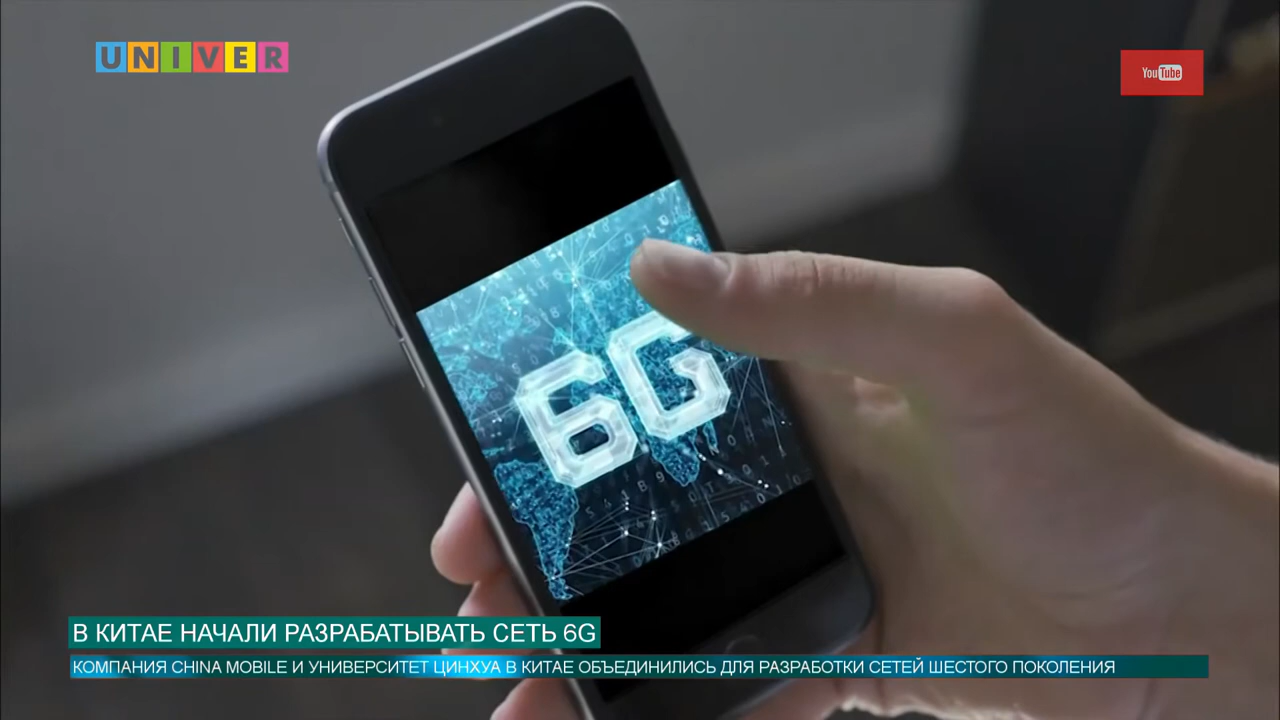 UNIVER
YouTube
6G
В КИТАЕ НАЧАЛИ РАЗРАБАТЫВАТЬ СЕТЬ 6G
КОМПАНИЯ CHINA MOBILE И УНИВЕРСИТЕТ ЦИНХУА В КИТАЕ ОБЪЕДИНИЛИСЬ ДЛЯ РАЗРАБОТКИ СЕТЕЙ ШЕСТОГО ПОКОЛЕНИЯ